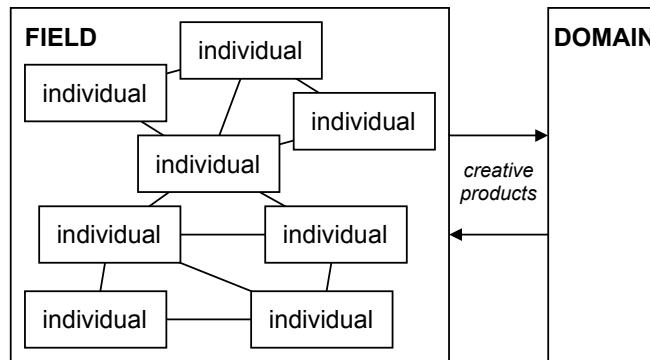 FIELD
individual
individual
individual
individual
individual
individual
individual
individual
creative
products
DOMAIN